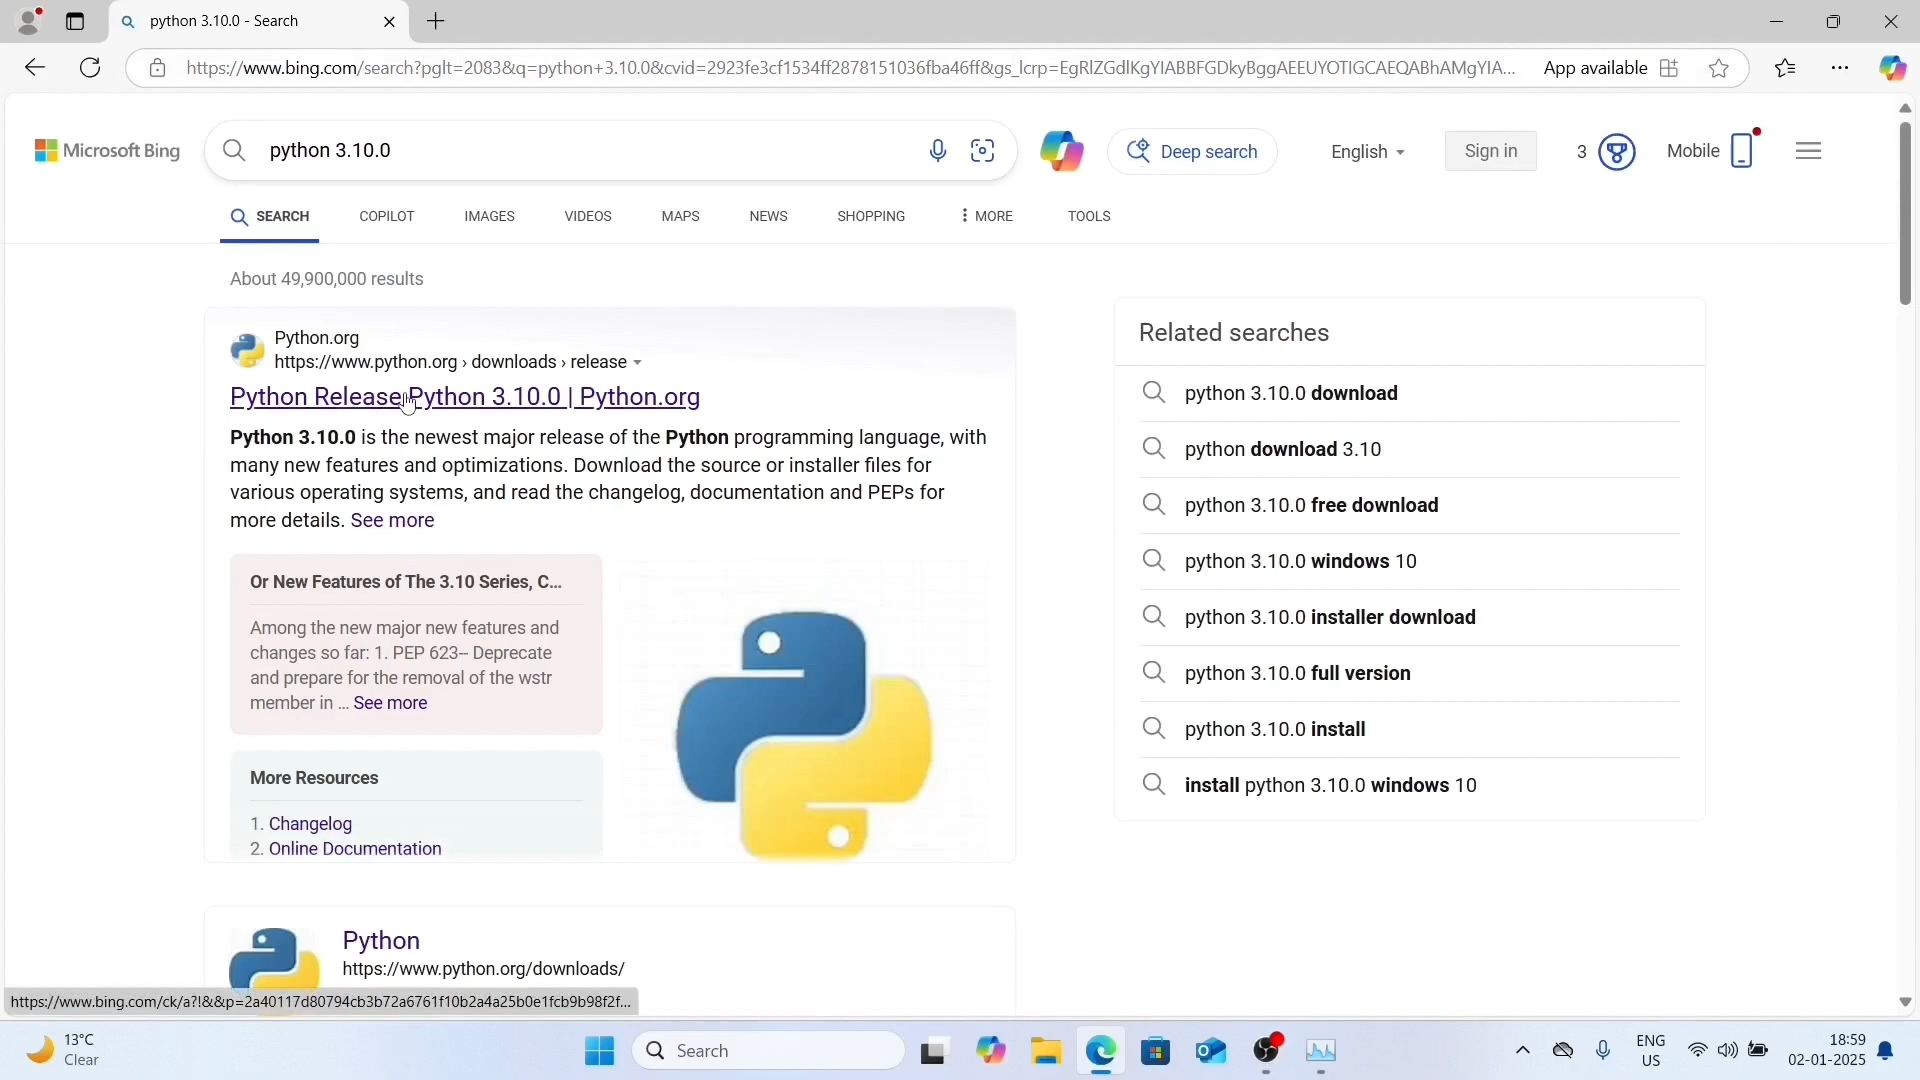 python 3.10.0 - Search
https://www.bing.com/search?pglt=2083&q=python+3.10.0&cvid=2923fe3cf1534ff2878151036fba46ff&gs_lcrp=EgRlZGdlKgYIABBFGDkyBggAEEUYOTIGCAEQABhAMgYIA...
App available
Microsoft Bing
python 3.10.0
Deep search
English
Sign in
3
Mobile
SEARCH
COPILOT
IMAGES
VIDEOS
MAPS
NEWS
SHOPPING
MORE
TOOLS
About 49,900,000 results
Python.org
https://www.python.org › downloads › release
Python Release Python 3.10.0 | Python.org
Python 3.10.0 is the newest major release of the Python programming language, with
many new features and optimizations. Download the source or installer files for
various operating systems, and read the changelog, documentation and PEPs for
more details. See more
Or New Features of The 3.10 Series, C...
Among the new major new features and
changes so far: 1. PEP 623-- Deprecate
and prepare for the removal of the wstr
member in ... See more
More Resources
1. Changelog
2. Online Documentation
Related searches
python 3.10.0 download
python download 3.10
python 3.10.0 free download
python 3.10.0 windows 10
python 3.10.0 installer download
python 3.10.0 full version
python 3.10.0 install
install python 3.10.0 windows 10
Python
https://www.python.org/downloads/
https://www.bing.com/ck/a?!&&p=2a40117d80794cb3b72a6761f10b2a4a25b0e1fcb9b98f2f...
13°C
Clear
Search
ENG
US
18:59
02-01-2025